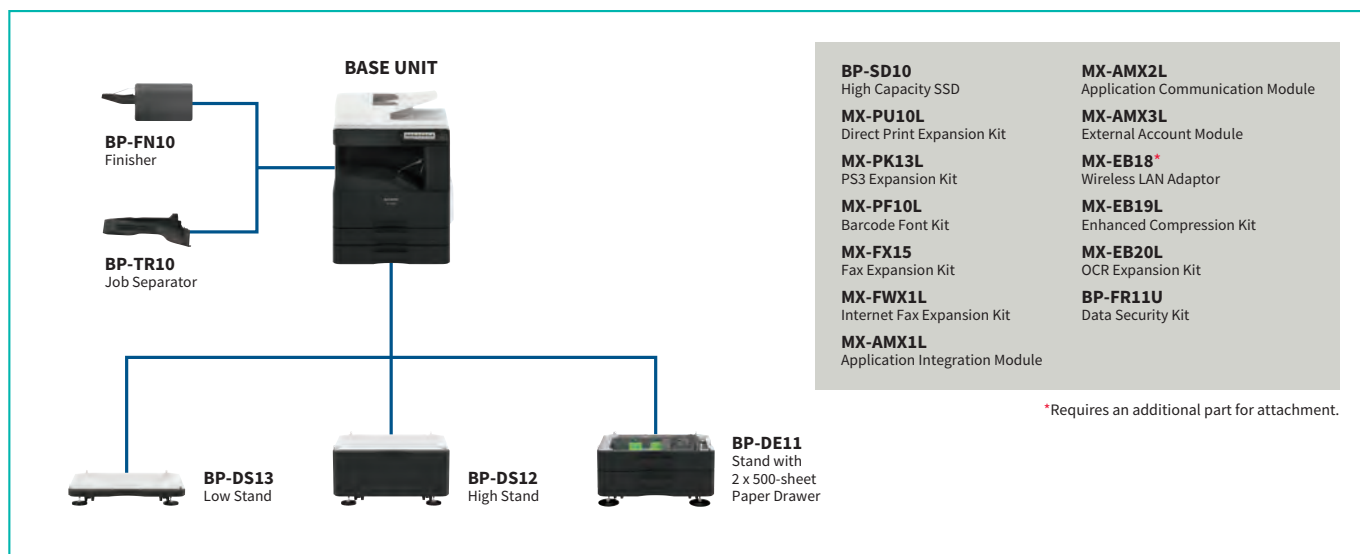 BASE UNIT
BP-FN10
Finisher
BP-TR10
Job Separator
BP-DS13
Low Stand
BP-DS12
High Stand
BP-DE11
Stand with
2 x 500-sheet
Paper Drawer
BP-SD10
High Capacity SSD
MX-PU10L
Direct Print Expansion Kit
MX-PK13L
PS3 Expansion Kit
MX-PF10L
Barcode Font Kit
MX-FX15
Fax Expansion Kit
MX-FWX1L
Internet Fax Expansion Kit
MX-AMX1L
Application Integration Module
MX-AMX2L
Application Communication Module
MX-AMX3L
External Account Module
MX-EB18*
Wireless LAN Adaptor
MX-EB19L
Enhanced Compression Kit
MX-EB20L
OCR Expansion Kit
BP-FR11U
Data Security Kit
*Requires an additional part for attachment.